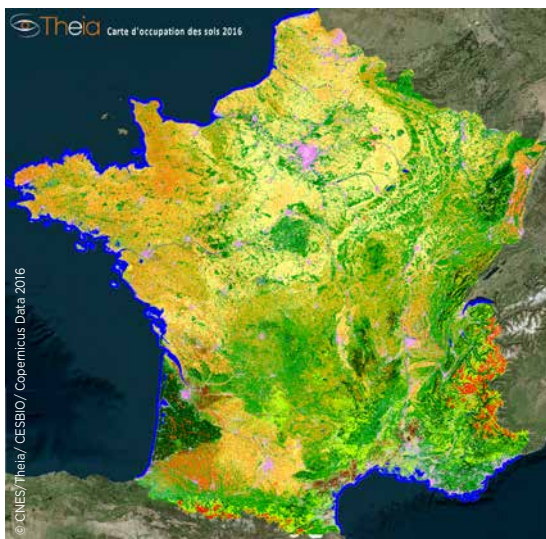 Theia Carte d'occupation des sols 2016
© CNES/Theia/ CESBIO/ Copernicus Data 2016